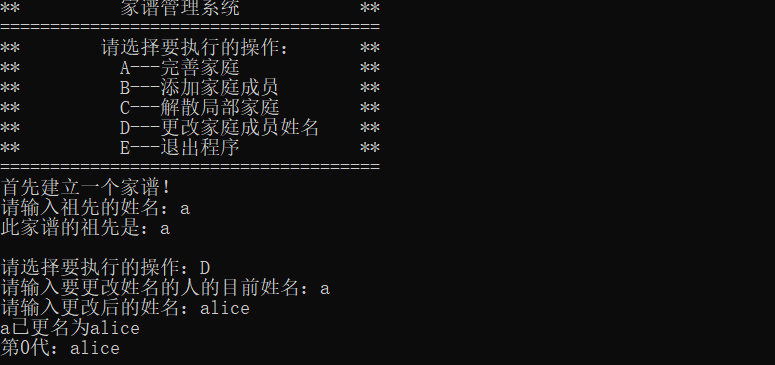 **          家谱管理系统            **
======================================
**        请选择要执行的操作：       **
**          A---完善家庭            **
**          B---添加家庭成员        **
**          C---解散局部家庭        **
**          D---更改家庭成员姓名    **
**          E---退出程序            **
======================================
首先建立一个家谱！
请输入祖先的姓名：a
此家谱的祖先是：a
请选择要执行的操作：D
请输入要更改姓名的人的目前姓名：a
请输入更改后的姓名：alice
a已更名为alice
第0代：alice